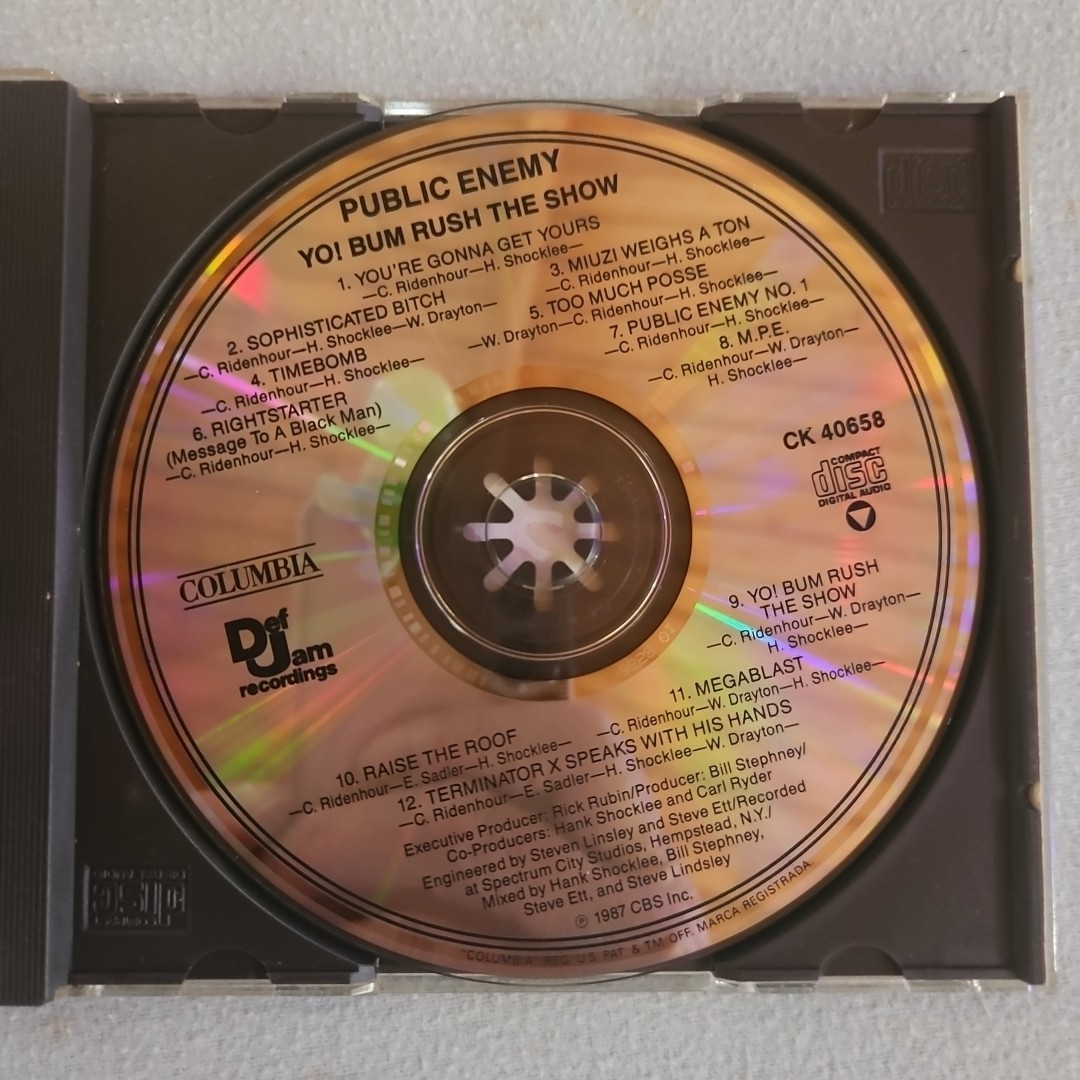 PUBLIC ENEMY
YO! BUM RUSH THE SHOW
1. YOU'RE GONNA GET YOURS
—C. Ridenhour—H. Shocklee—
2. SOPHISTICATED BITCH
—C. Ridenhour—H. Shocklee—W. Drayton—
3. MIUZI WEIGHS A TON
—C. Ridenhour—H. Shocklee—
4. TIMEBOMB
—C. Ridenhour—H. Shocklee—
5. TOO MUCH POSSE
—W. Drayton—C. Ridenhour—H. Shocklee—
6. RIGHTSTARTER
(Message To A Black Man)
—C. Ridenhour—H. Shocklee—
7. PUBLIC ENEMY NO. 1
—C. Ridenhour—H. Shocklee—
8. M.P.E.
—C. Ridenhour—W. Drayton—
H. Shocklee—
CK 40658
COMPACT
disc
DIGITAL AUDIO
COLUMBIA
Def
Jam
recordings
9. YO! BUM RUSH
THE SHOW
—C. Ridenhour—W. Drayton—
H. Shocklee—
10. RAISE THE ROOF
—C. Ridenhour—E. Sadler—H. Shocklee—
11. MEGABLAST
—C. Ridenhour—W. Drayton—H. Shocklee—
12. TERMINATOR X SPEAKS WITH HIS HANDS
—C. Ridenhour—E. Sadler—H. Shocklee—W. Drayton—
Executive Producer: Rick Rubin/Producer: Bill Stephney/
Co-Producers: Hank Shocklee and Carl Ryder
Engineered by Steven Linsley and Steve Ett/Recorded
at Spectrum City Studios, Hempstead, N.Y./
Mixed by Hank Shocklee, Bill Stephney,
Steve Ett, and Steve Lindsley
℗ 1987 CBS Inc.
"COLUMBIA" REG. U.S. PAT. & TM. OFF. MARCA REGISTRADA.
disc